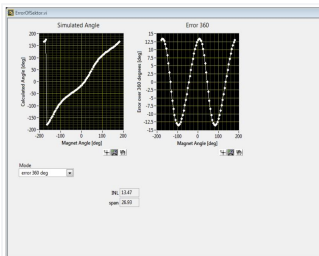 ErrorOfSektor.vi
Simulated Angle
Error 360
Calculated Angle [deg]
200
150
100
50
0
-50
-100
-150
-200
-200 -100 0 100 200
Magnet Angle [deg]
Error over 360 degrees [deg]
15
12.5
10
7.5
5
2.5
0
-2.5
-5
-7.5
-10
-12.5
-15
-200 -100 0 100 200
Magnet Angle [deg]
Mode
error 360 deg
INL 13.47
span 26.93